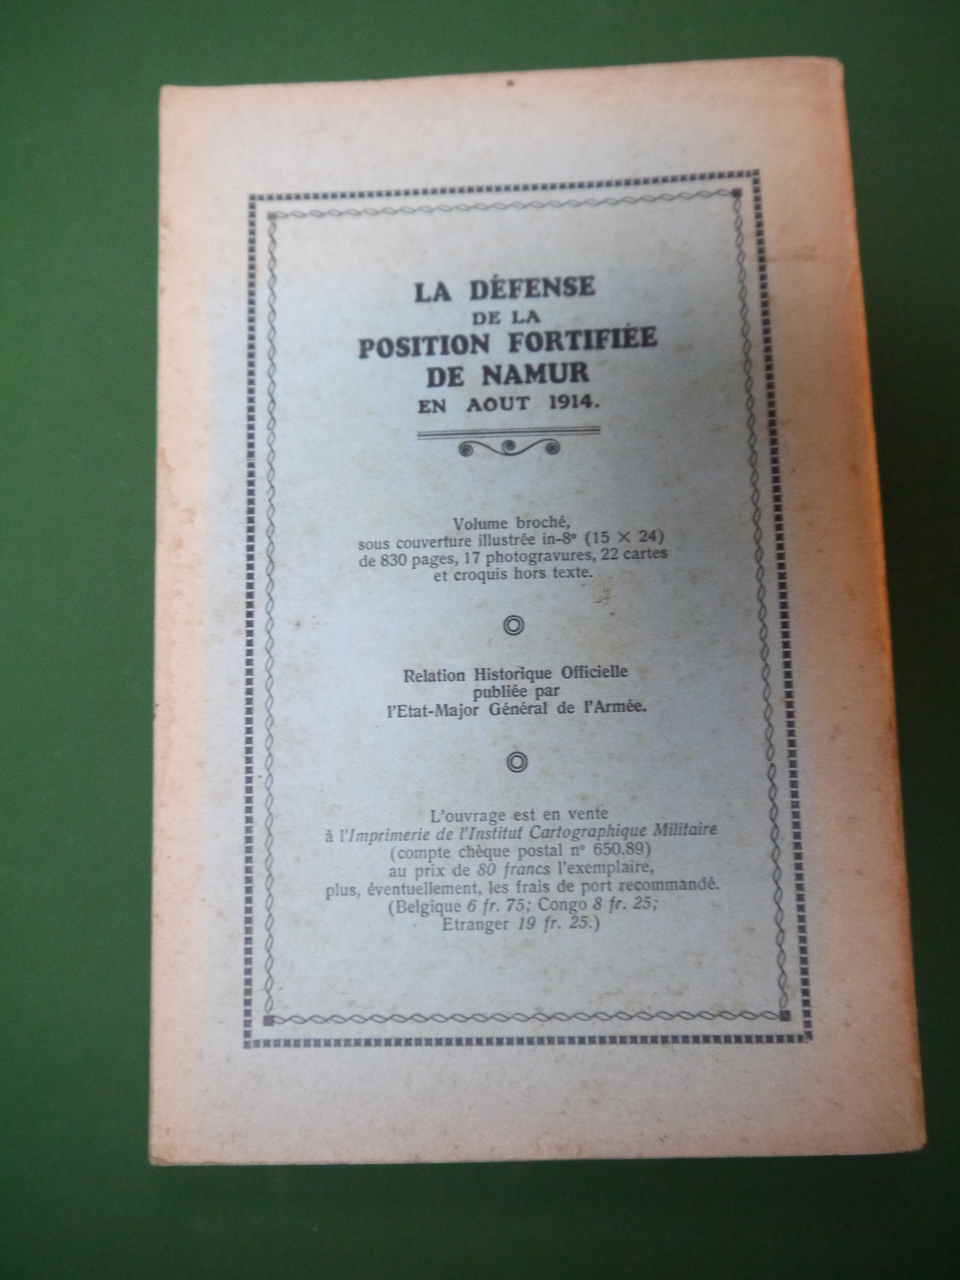 LA DÉFENSE
DE LA
POSITION FORTIFIÉE
DE NAMUR
EN AOUT 1914.
Volume broché,
sous couverture illustrée in-8° (15 × 24)
de 830 pages, 17 photogravures, 22 cartes
et croquis hors texte.
Relation Historique Officielle
publiée par
l'Etat-Major Général de l'Armée.
L'ouvrage est en vente
à l'Imprimerie de l'Institut Cartographique Militaire
(compte chèque postal n° 650.89)
au prix de 80 francs l'exemplaire,
plus, éventuellement, les frais de port recommandé.
(Belgique 6 fr. 75; Congo 8 fr. 25;
Etranger 19 fr. 25.)